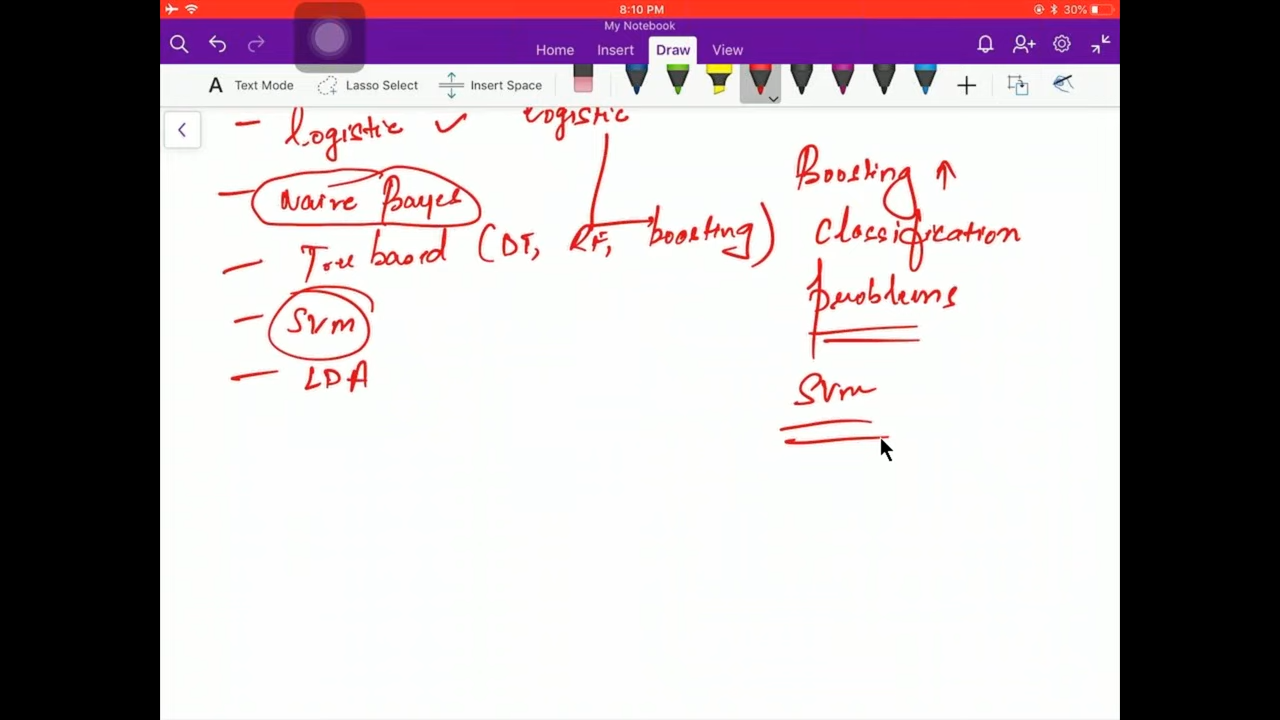 8:10 PM
30%
My Notebook
Home Insert Draw View
A Text Mode Lasso Select Insert Space
- Logistic ✓ Logistic
- Naive Bayes
- Tree based (DT, RF, boosting)
- SVM
- LDA
Boosting ↑
Classification
problems
SVM